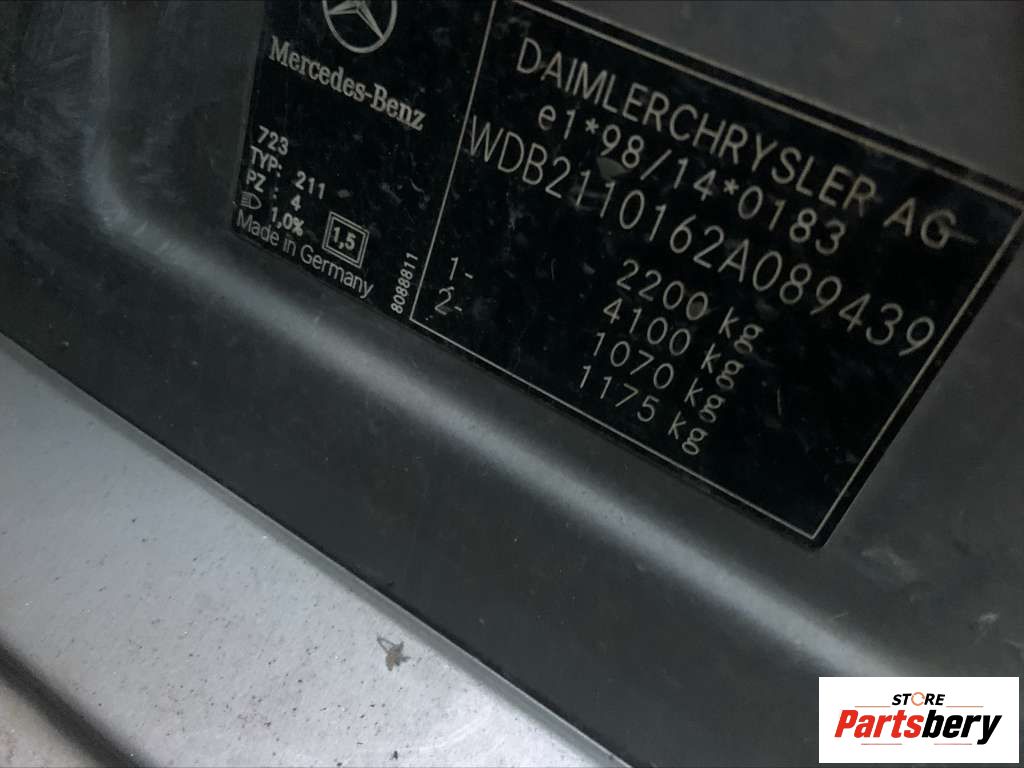 Mercedes-Benz
723
TYP: 211
PZ : 4
1,0% 1,5
Made in Germany
8088811
DAIMLERCHRYSLER AG
e1*98/14*0183
WDB2110162A089439
2200 kg
4100 kg
1- 1070 kg
2- 1175 kg
STORE
Partsbery